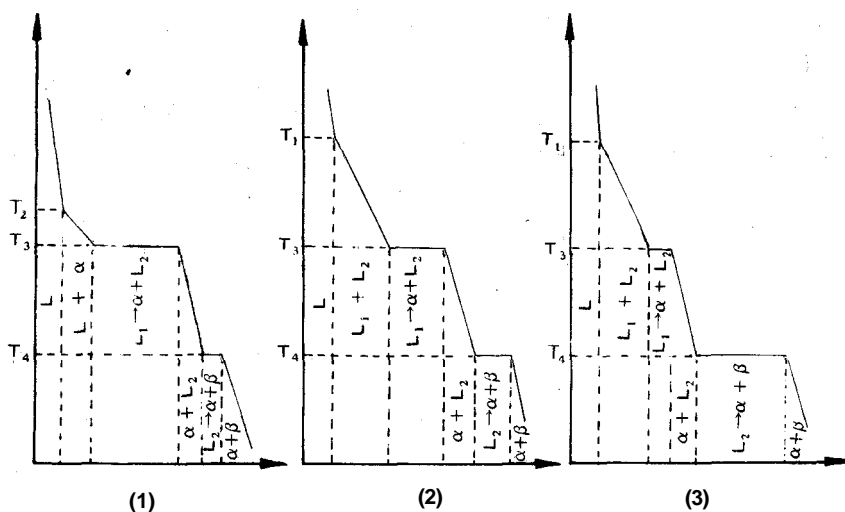 T₂
T₃
T₄
L
L + α
L₁→α+L₂
α + L₂
L₂→α+β
α+β
(1)
T₁
T₃
T₄
L
L₁ + L₂
L₁→α+L₂
α + L₂
L₂→α+β
α+β
(2)
T₁
T₃
T₄
L
L₁ + L₂
L₁→α + L₂
α + L₂
L₂→α + β
α+β
(3)